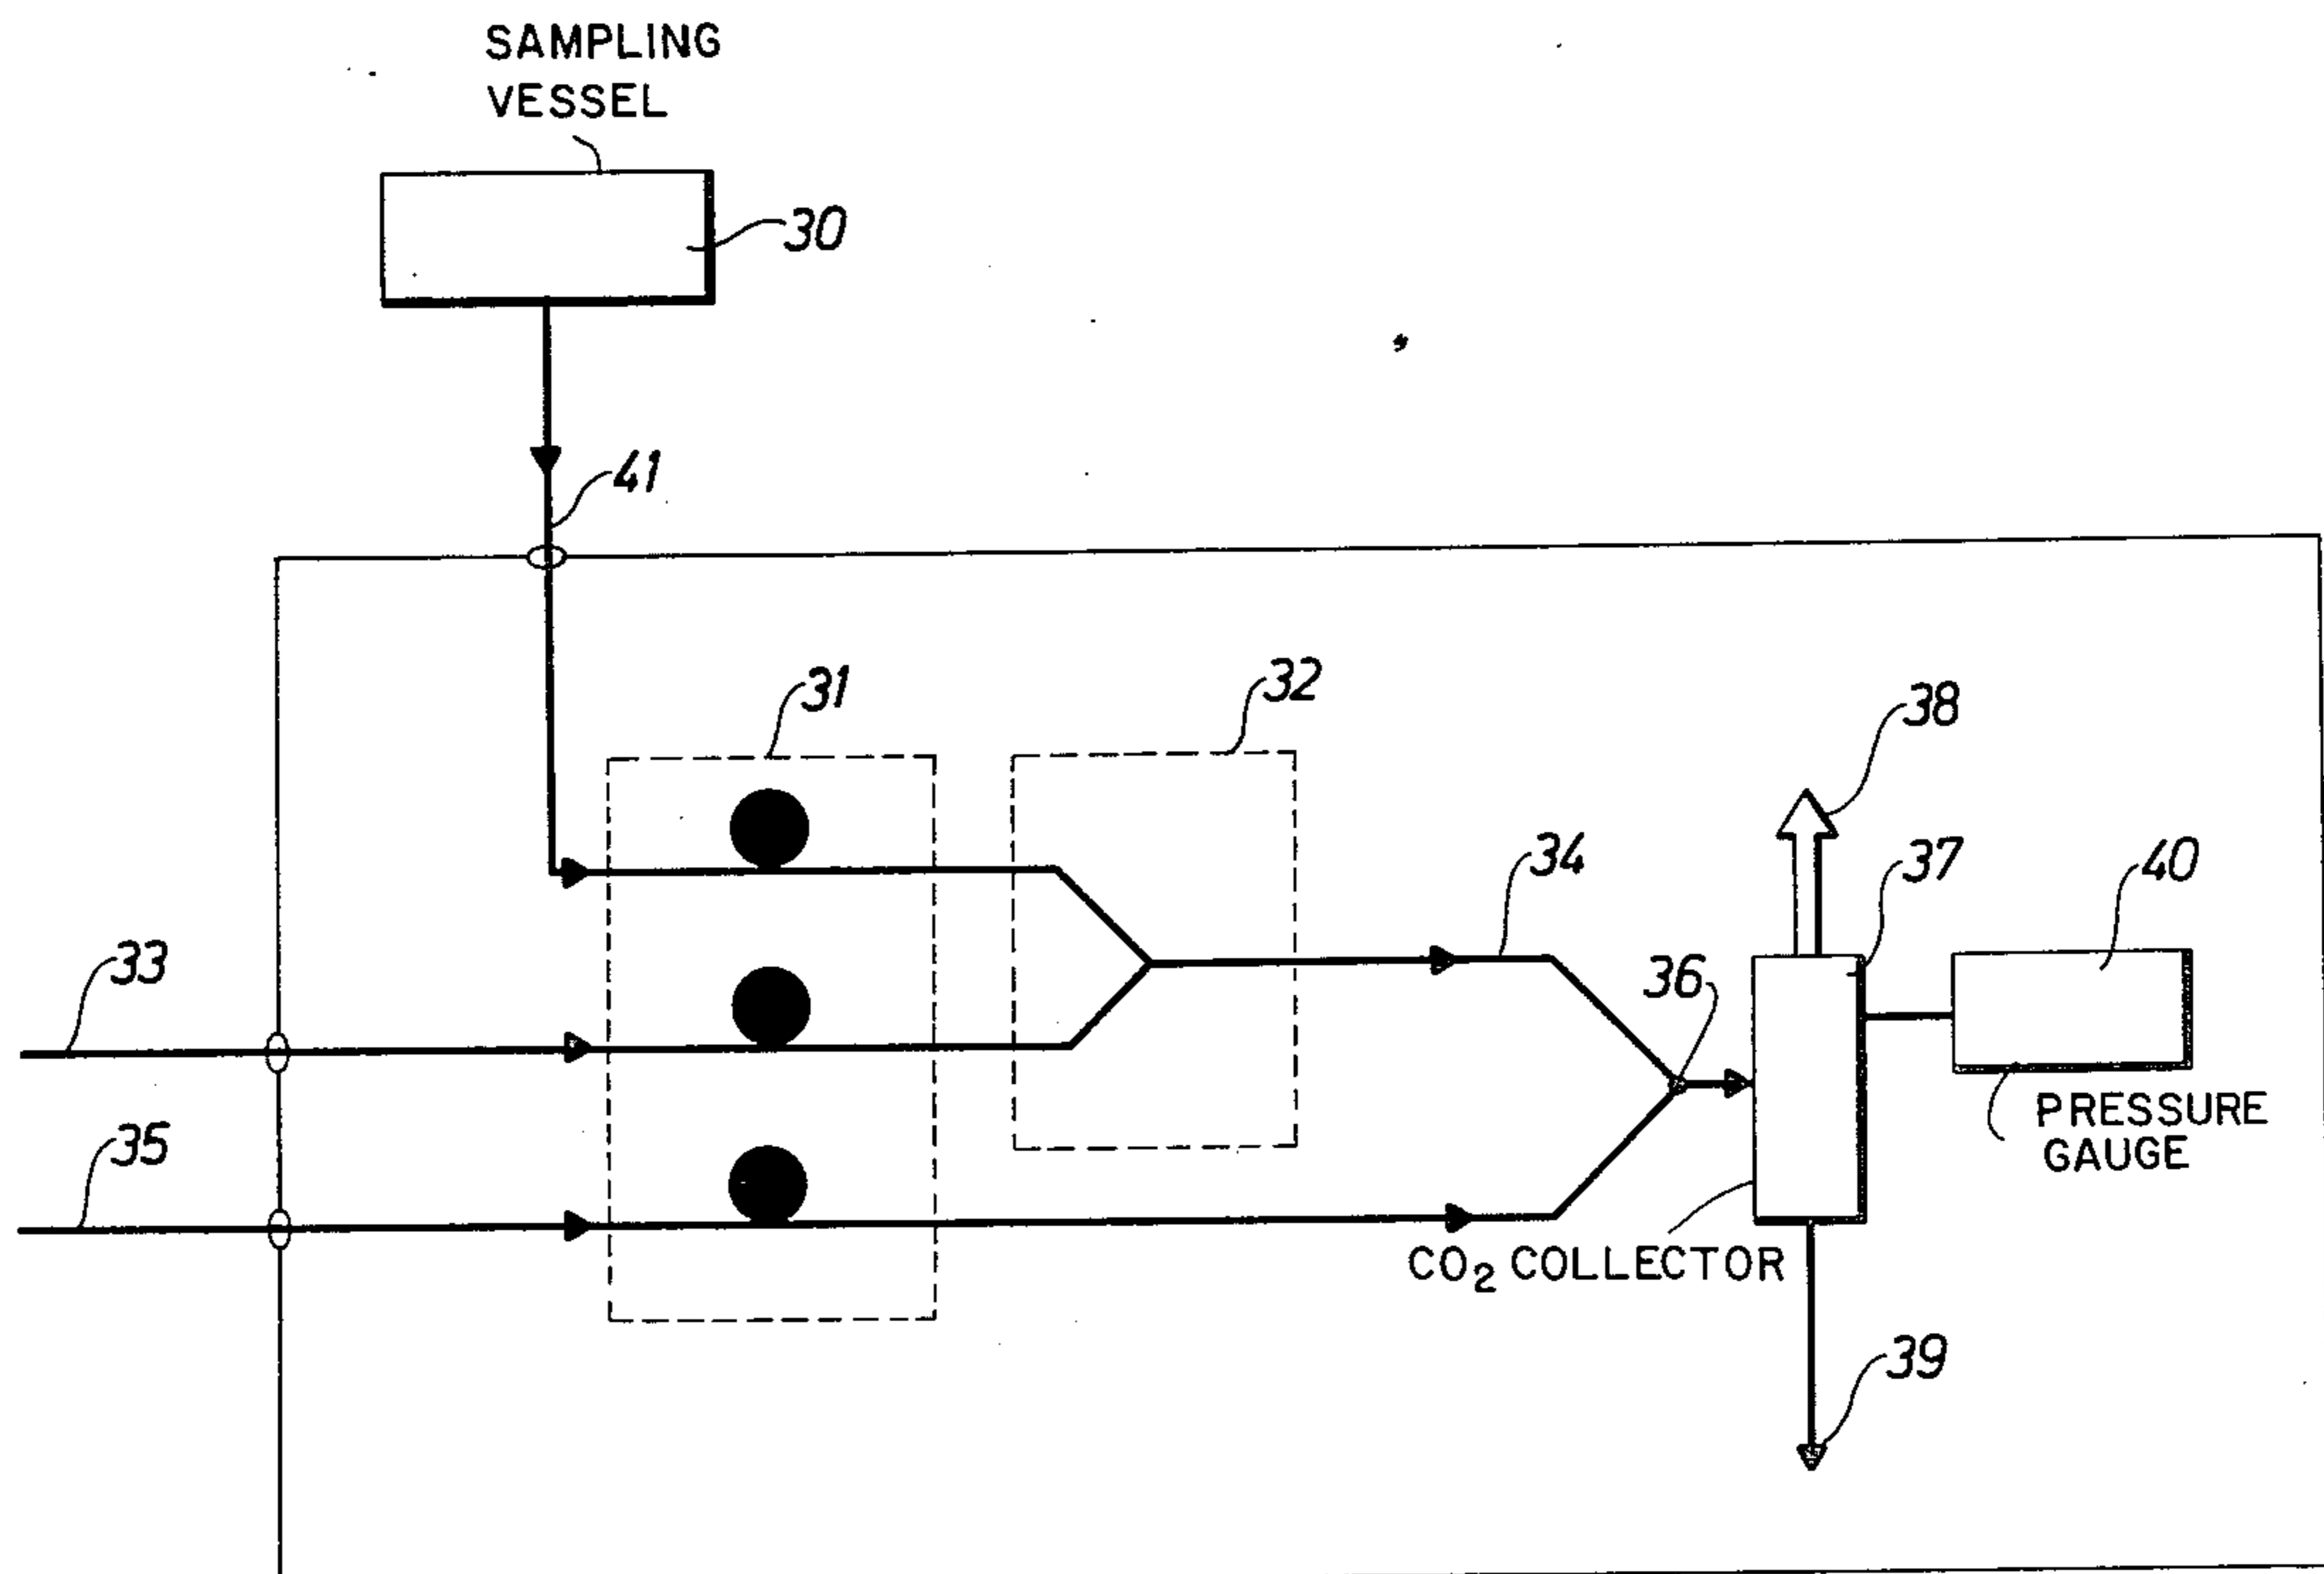 SAMPLING
VESSEL
30
41
31
32
38
34
37
40
33
36
PRESSURE
GAUGE
35
CO₂ COLLECTOR
39